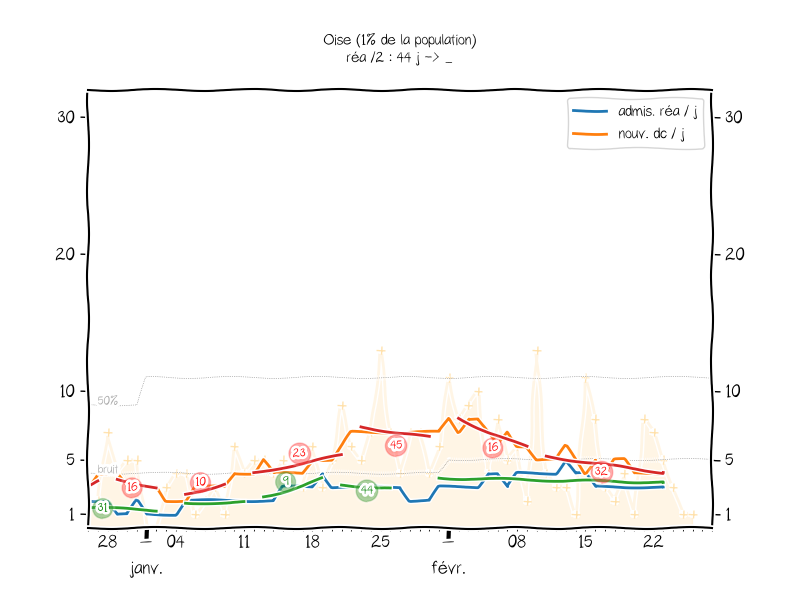 Oise (1% de la population)
réa /2 : 44 j -> _
admis. réa / j
nouv. dc / j
30 30
20 20
10 10
50%
5 5
bruit
1 1
23
45
16
10
9
32
16
44
31
28 04 11 18 25 08 15 22
janv. févr.